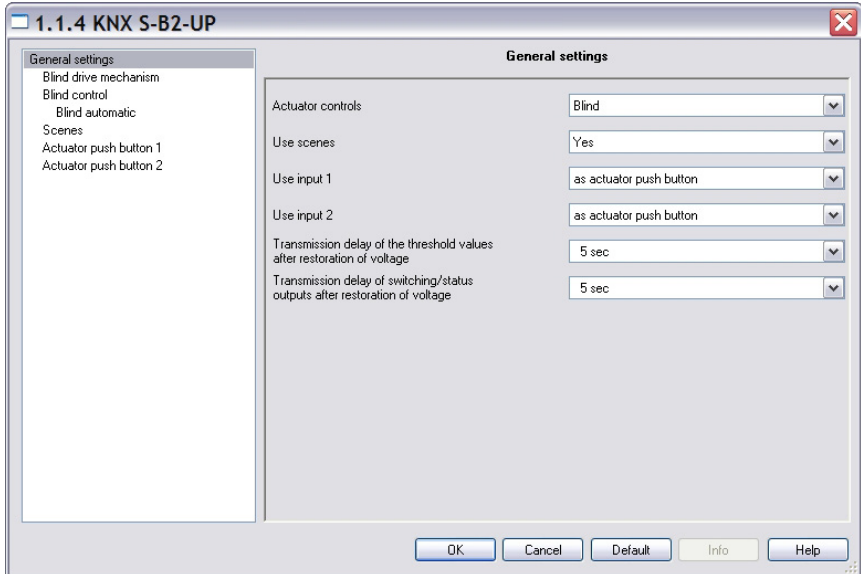 1.1.4 KNX S-B2-UP
General settings
Blind drive mechanism
Blind control
Blind automatic
Scenes
Actuator push button 1
Actuator push button 2
General settings
Actuator controls
Blind
Use scenes
Yes
Use input 1
as actuator push button
Use input 2
as actuator push button
Transmission delay of the threshold values
after restoration of voltage
5 sec
Transmission delay of switching/status
outputs after restoration of voltage
5 sec
OK
Cancel
Default
Info
Help